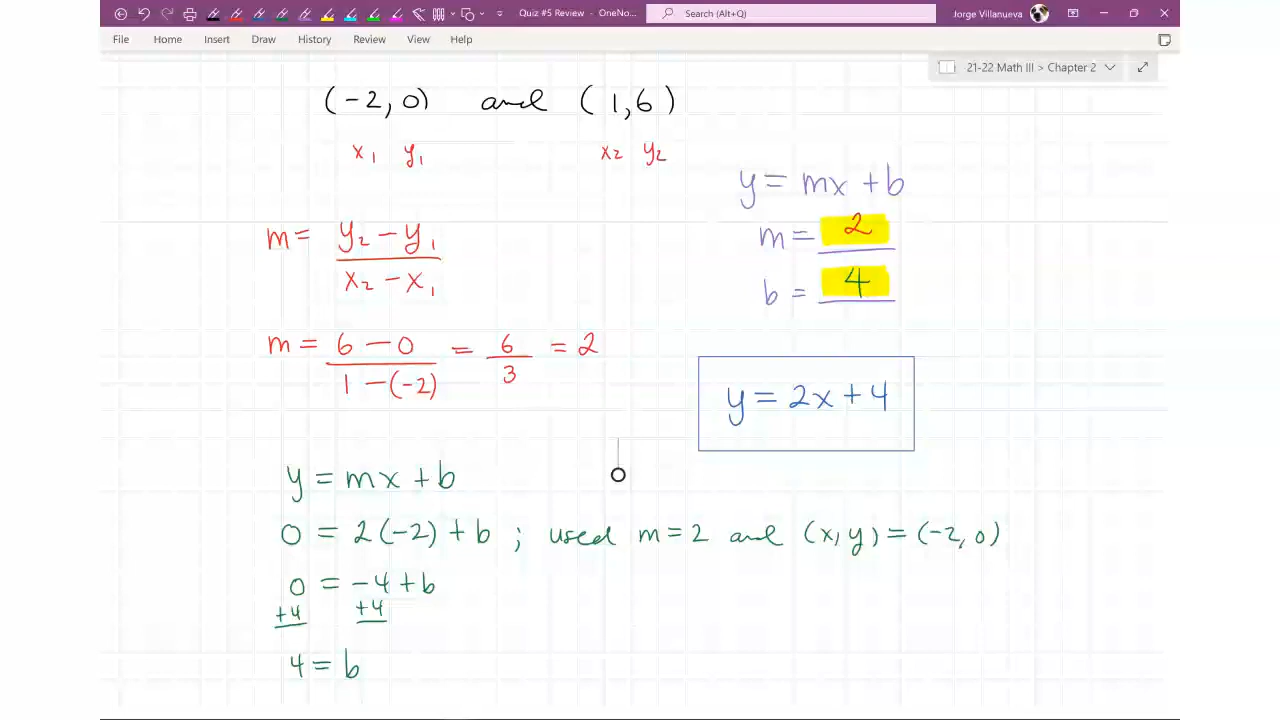 Quiz #5 Review - OneNo...
Search (Alt+Q)
Jorge Villanueva
File Home Insert Draw History Review View Help
21-22 Math III > Chapter 2
(-2, 0) and (1, 6)
x₁ y₁ x₂ y₂
y = mx + b
m = 2
b = 4
m = (y₂ - y₁)/(x₂ - x₁)
m = (6 - 0)/(1 - (-2)) = 6/3 = 2
y = 2x + 4
y = mx + b
0 = 2(-2) + b ; used m = 2 and (x, y) = (-2, 0)
0 = -4 + b
+4 +4
4 = b